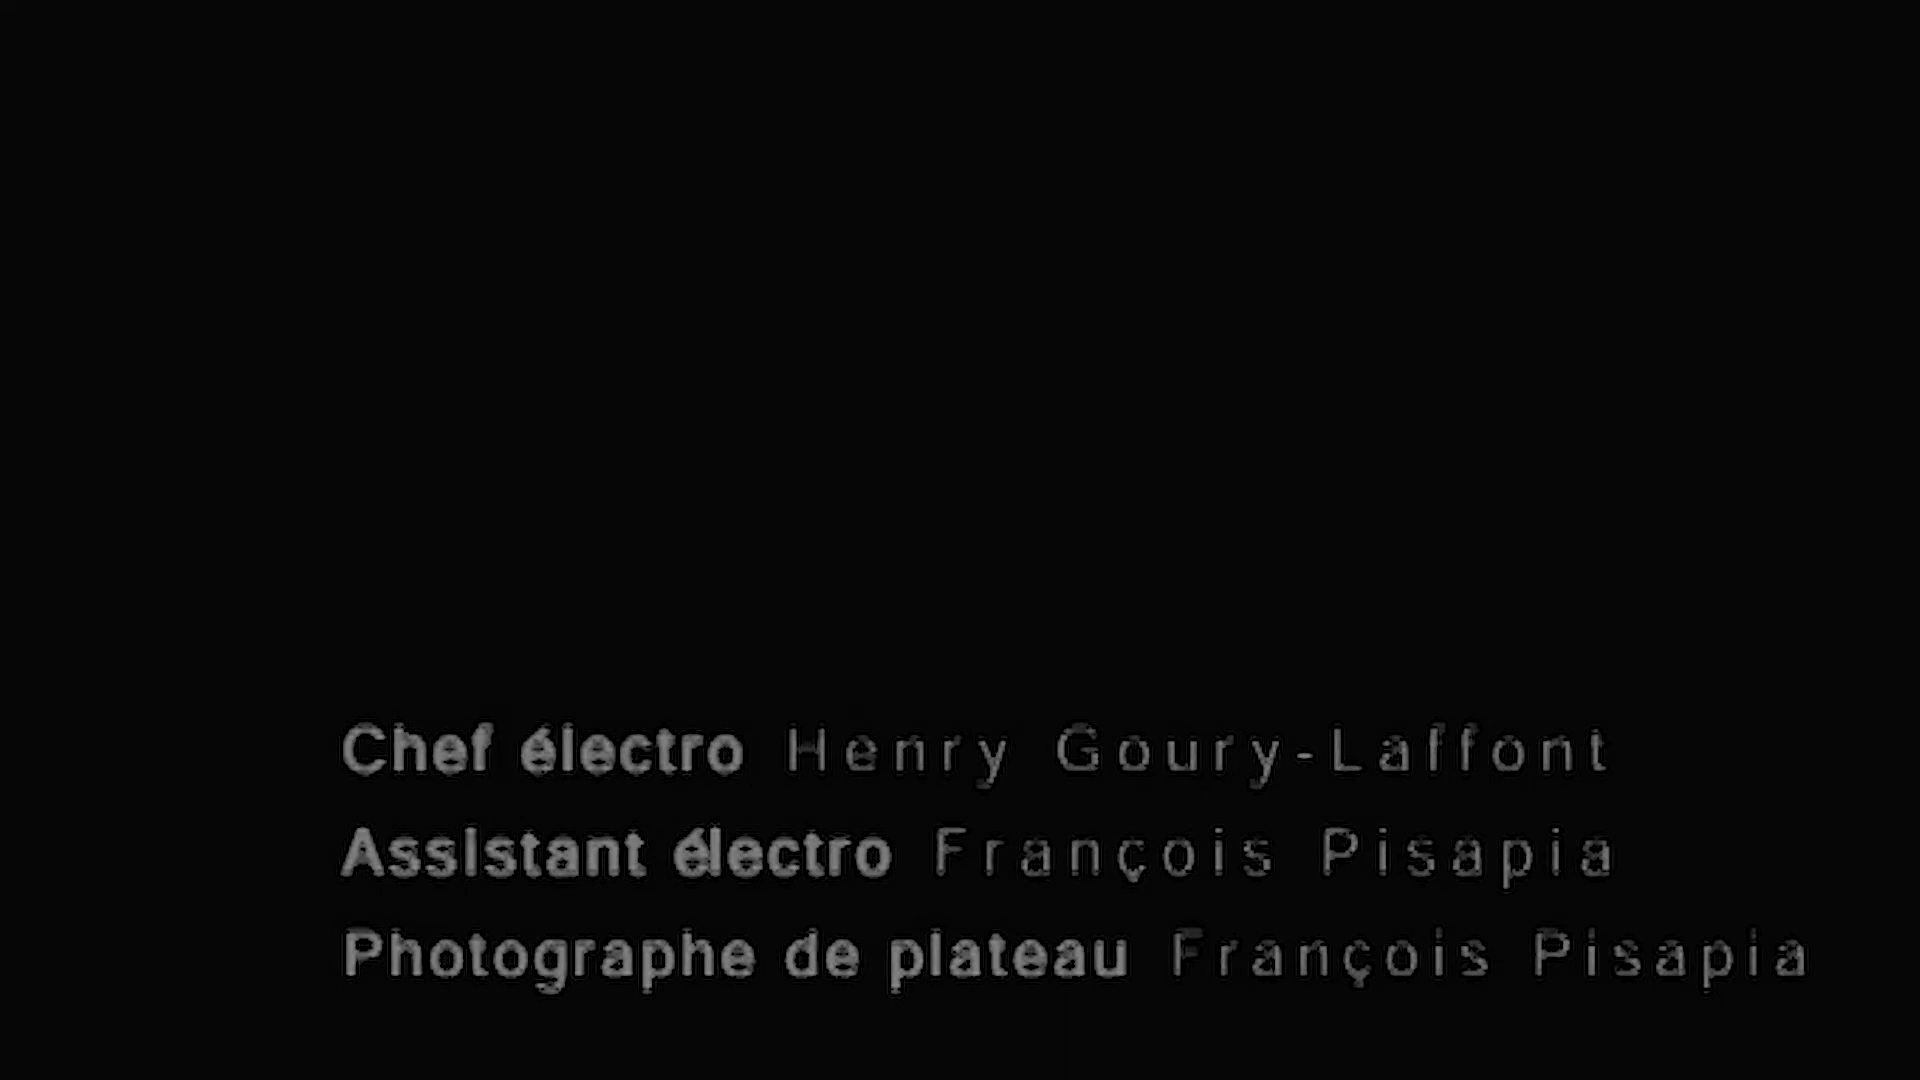 Chef électro Henry Goury-Laffont
Assistant électro François Pisapia
Photographe de plateau François Pisapia